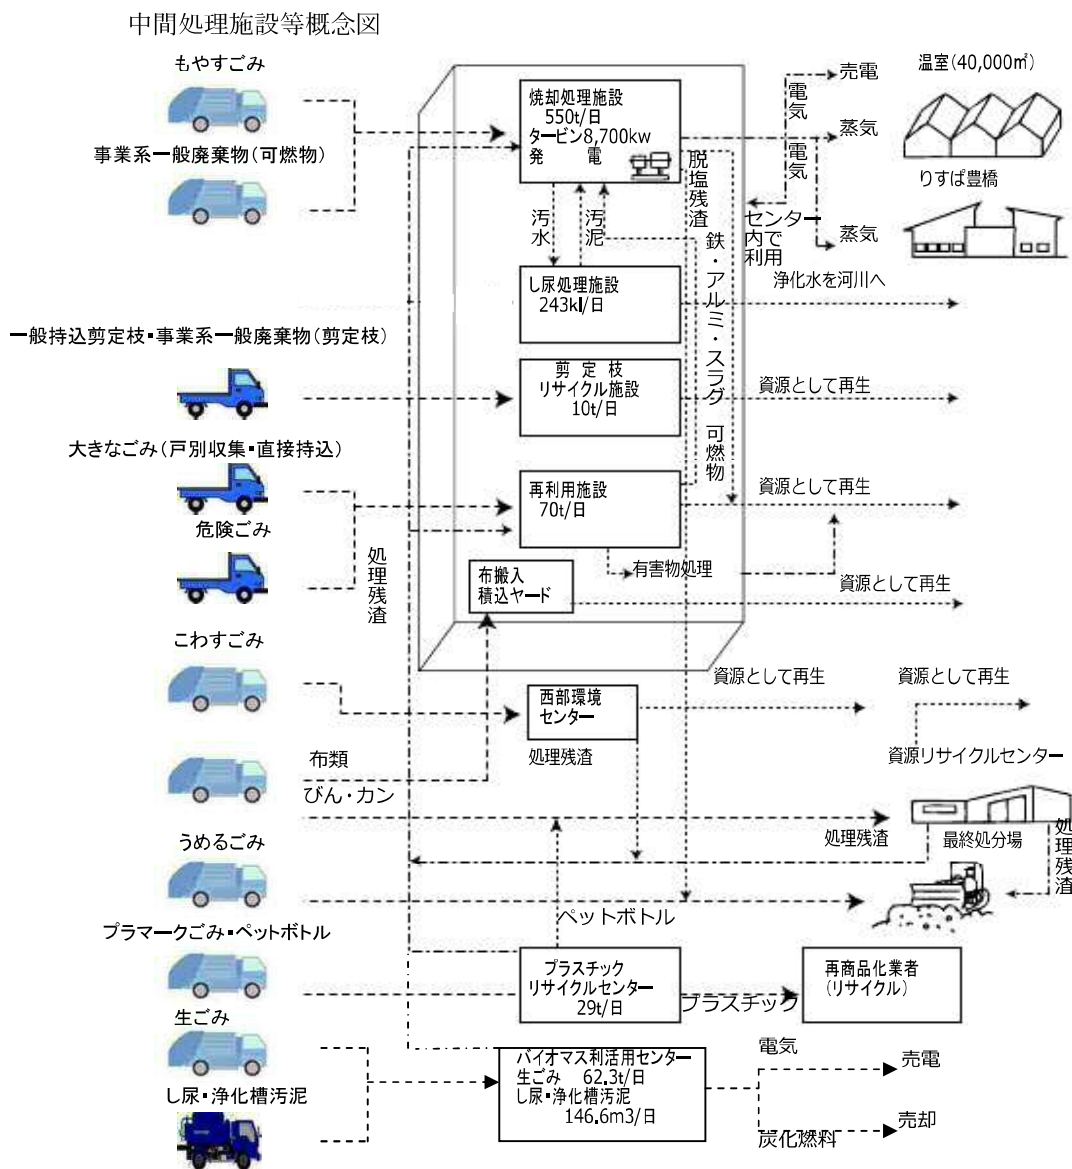 中間処理施設等概念図
もやすごみ
事業系一般廃棄物(可燃物)
一般持込剪定枝・事業系一般廃棄物(剪定枝)
大きなごみ(戸別収集・直接持込)
危険ごみ
処理残渣
こわすごみ
布類
びん・カン
うめるごみ
プラマークごみ・ペットボトル
生ごみ
し尿・浄化槽汚泥
焼却処理施設
550t/日
タービン8,700kw
発電
汚水
汚泥
脱塩残渣
鉄・アルミ・スラグ
可燃物
し尿処理施設
243kl/日
剪定枝
リサイクル施設
10t/日
再利用施設
70t/日
有害物処理
布搬入
積込ヤード
西部環境
センター
処理残渣
ペットボトル
プラスチック
リサイクルセンター
29t/日
プラスチック
バイオマス利活用センター
生ごみ 62.3t/日
し尿・浄化槽汚泥
146.6m3/日
電気
電気
センター
内で
利用
売電
蒸気
蒸気
温室(40,000㎡)
りすぱ豊橋
浄化水を河川へ
資源として再生
資源として再生
資源として再生
資源として再生
資源として再生
資源リサイクルセンター
処理残渣
最終処分場
処理残渣
再商品化業者
(リサイクル)
電気
売電
炭化燃料
売却